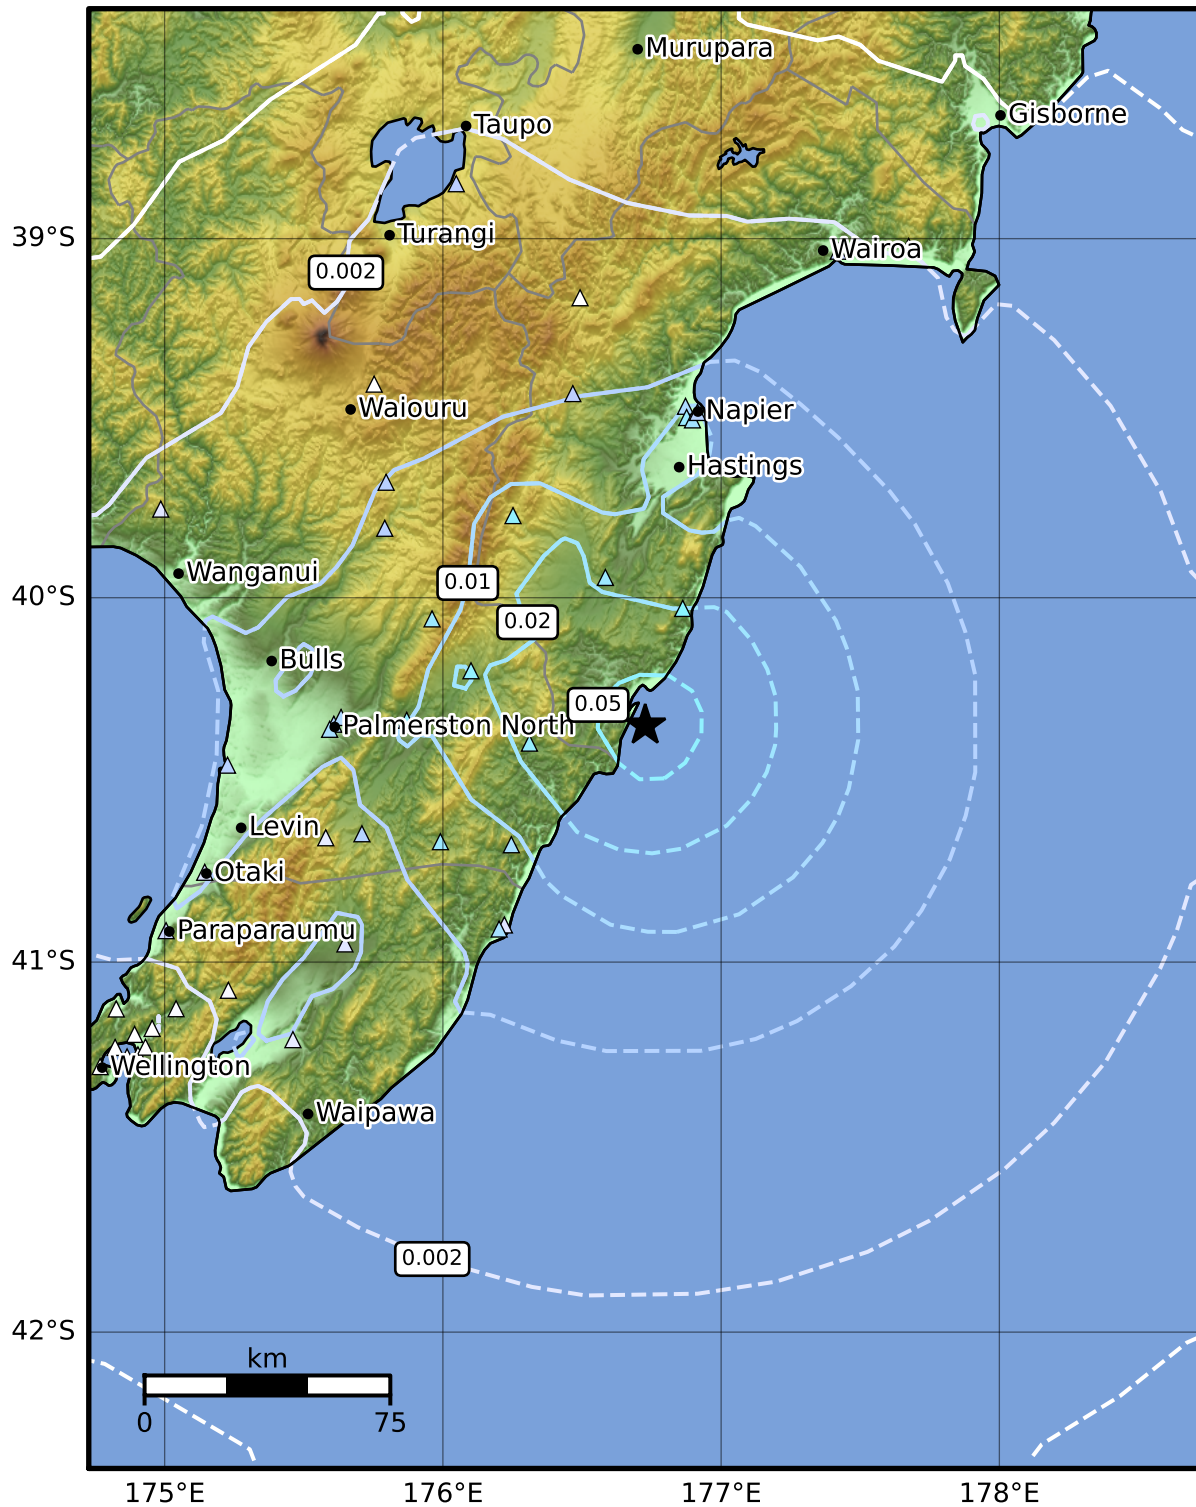 Murupara
Gisborne
Taupo
Turangi
39°S
Wairoa
0.002
Napier
Waiouru
Hastings
Wanganui
0.01
40°S
0.02
Bulls
0.05
Palmerston North
Levin
Otaki
Paraparaumu
41°S
Wellington
Waipawa
0.002
42°S
km
0 75
175°E 176°E 177°E 178°E